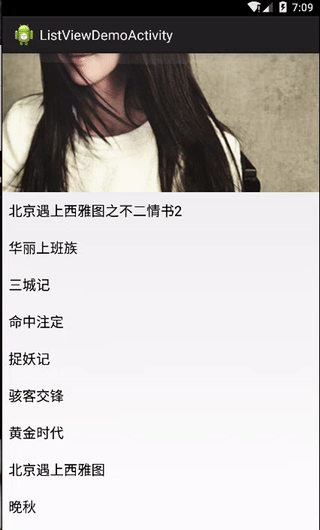 7:09
ListViewDemoActivity
北京遇上西雅图之不二情书2
华丽上班族
三城记
命中注定
捉妖记
骇客交锋
黄金时代
北京遇上西雅图
晚秋